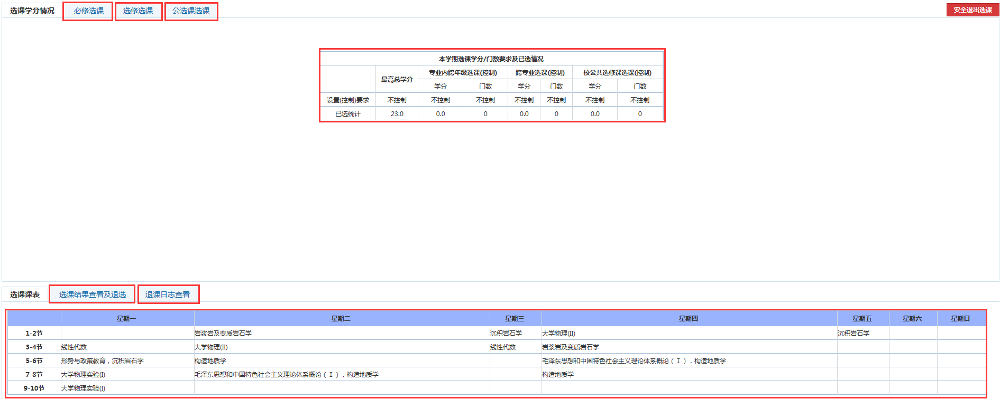 选课学分情况 必修选课 选修选课 公选课选课 安全退出选课
本学期选课学分/门数要求及已选情况
最高总学分 专业内跨年级选课(控制) 跨专业选课(控制) 校公共选修课选课(控制)
学分 门数 学分 门数 学分 门数
设置(控制)要求 不控制 不控制 不控制 不控制 不控制 不控制 不控制
已选统计 23.0 0.0 0 0.0 0 0.0 0
选课课表 选课结果查看及退选 退课日志查看
星期一 星期二 星期三 星期四 星期五 星期六 星期日
1-2节 岩浆岩及变质岩石学 沉积岩石学 大学物理(II) 沉积岩石学
3-4节 线性代数 大学物理(II) 线性代数 岩浆岩及变质岩石学
5-6节 形势与政策教育，沉积岩石学 构造地质学 毛泽东思想和中国特色社会主义理论体系概论（Ⅰ），构造地质学
7-8节 大学物理实验(I) 毛泽东思想和中国特色社会主义理论体系概论（Ⅰ），构造地质学 构造地质学
9-10节 大学物理实验(I)